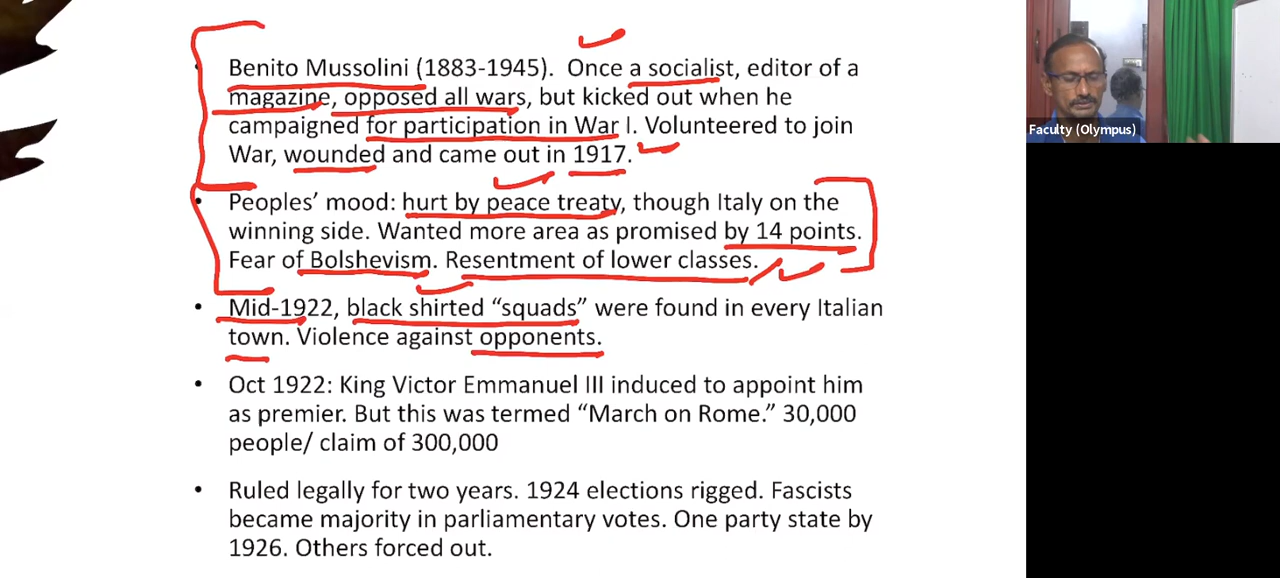 • Benito Mussolini (1883-1945). Once a socialist, editor of a
magazine, opposed all wars, but kicked out when he
campaigned for participation in War I. Volunteered to join
War, wounded and came out in 1917.
• Peoples’ mood: hurt by peace treaty, though Italy on the
winning side. Wanted more area as promised by 14 points.
Fear of Bolshevism. Resentment of lower classes.
• Mid-1922, black shirted “squads” were found in every Italian
town. Violence against opponents.
• Oct 1922: King Victor Emmanuel III induced to appoint him
as premier. But this was termed “March on Rome.” 30,000
people/ claim of 300,000
• Ruled legally for two years. 1924 elections rigged. Fascists
became majority in parliamentary votes. One party state by
1926. Others forced out.
Faculty (Olympus)